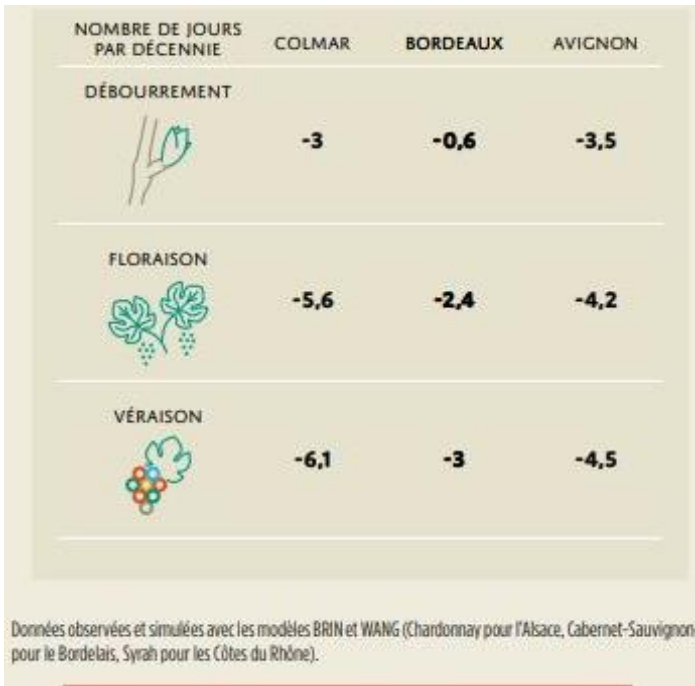 NOMBRE DE JOURS
PAR DÉCENNIE
COLMAR
BORDEAUX
AVIGNON
DÉBOURREMENT
-3
-0,6
-3,5
FLORAISON
-5,6
-2,4
-4,2
VÉRAISON
-6,1
-3
-4,5
Données observées et simulées avec les modèles BRIN et WANG (Chardonnay pour l'Alsace, Cabernet-Sauvignon
pour le Bordelais, Syrah pour les Côtes du Rhône).